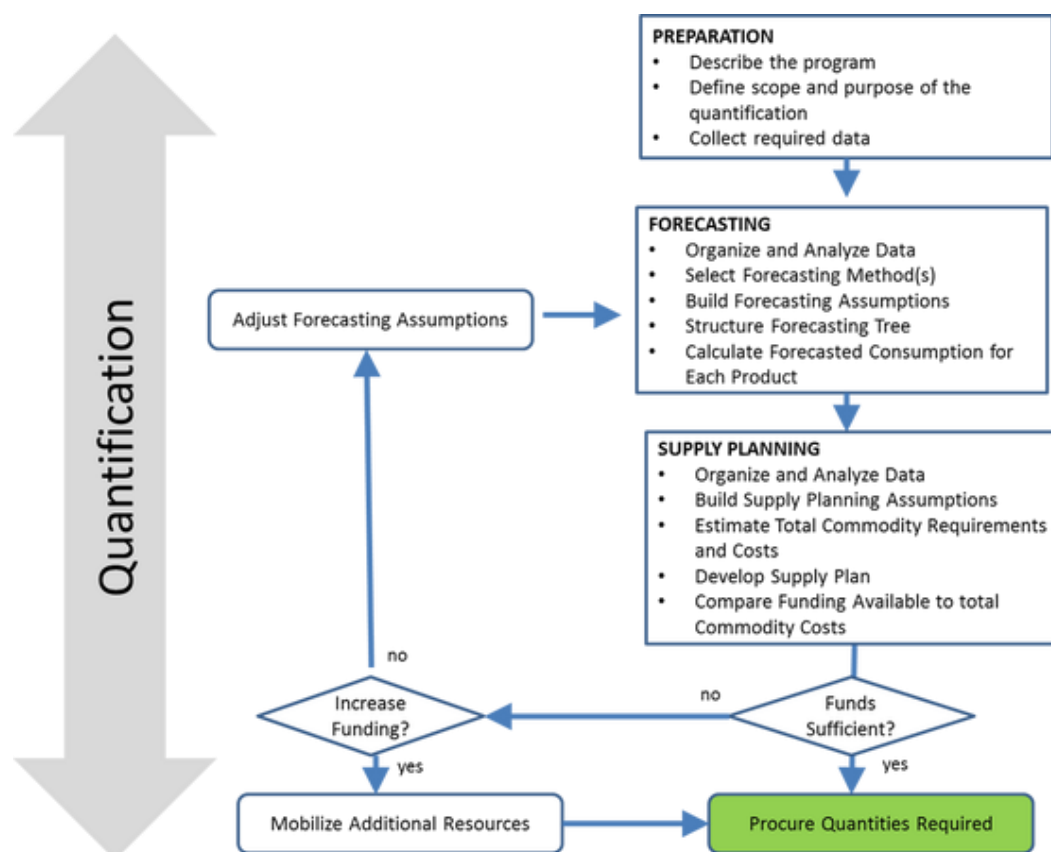 Quantification
PREPARATION
• Describe the program
• Define scope and purpose of the
quantification
• Collect required data
FORECASTING
• Organize and Analyze Data
• Select Forecasting Method(s)
• Build Forecasting Assumptions
• Structure Forecasting Tree
• Calculate Forecasted Consumption for
Each Product
Adjust Forecasting Assumptions
SUPPLY PLANNING
• Organize and Analyze Data
• Build Supply Planning Assumptions
• Estimate Total Commodity Requirements
and Costs
• Develop Supply Plan
• Compare Funding Available to total
Commodity Costs
no
Increase
Funding?
no
Funds
Sufficient?
yes
yes
Mobilize Additional Resources
Procure Quantities Required